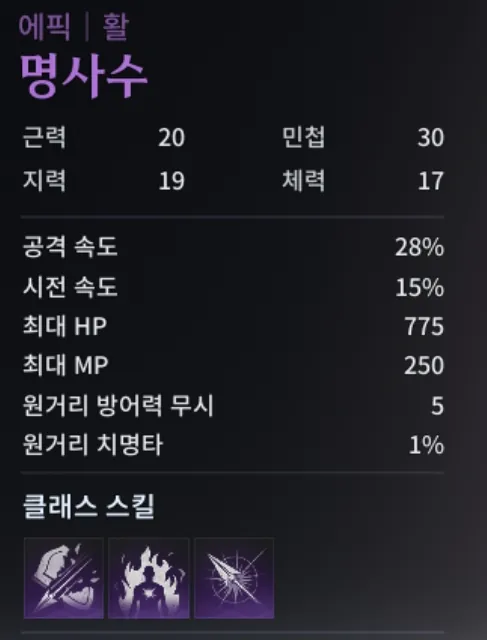 에픽 | 활
명사수
근력 20 민첩 30
지력 19 체력 17
공격 속도 28%
시전 속도 15%
최대 HP 775
최대 MP 250
원거리 방어력 무시 5
원거리 치명타 1%
클래스 스킬